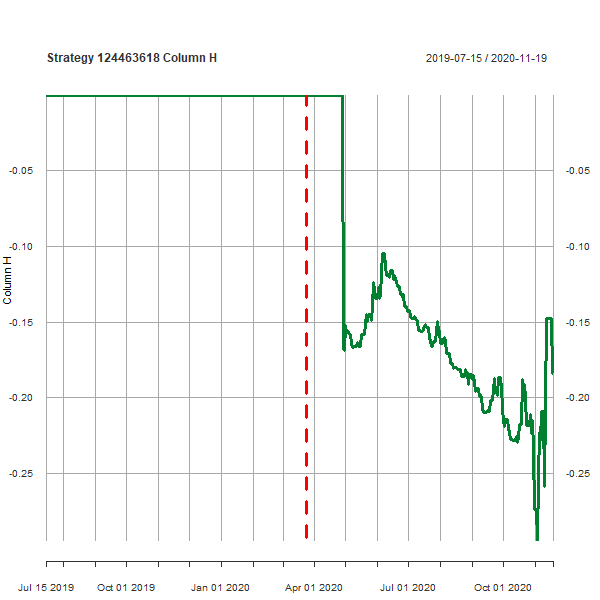 Strategy 124463618 Column H
2019-07-15 / 2020-11-19
-0.05
-0.05
-0.10
-0.10
Column H
-0.15
-0.15
-0.20
-0.20
-0.25
-0.25
Jul 15 2019
Oct 01 2019
Jan 01 2020
Apr 01 2020
Jul 01 2020
Oct 01 2020